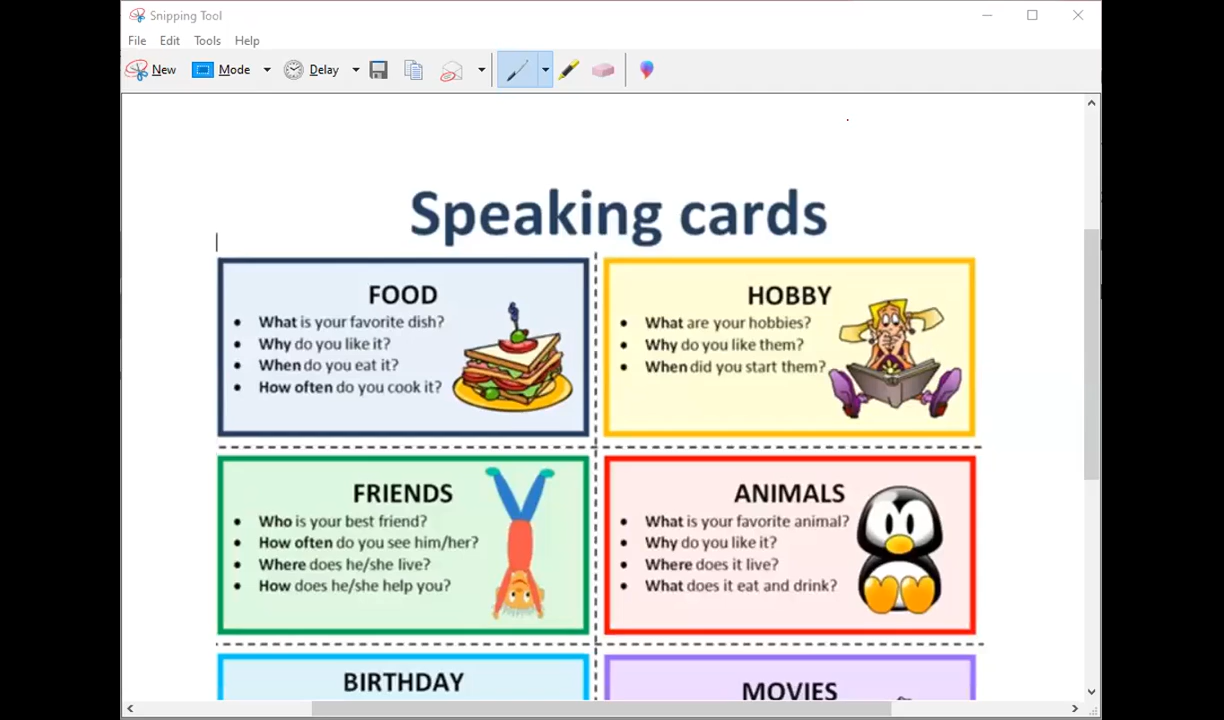 Snipping Tool
File Edit Tools Help
New Mode Delay
Speaking cards
FOOD
• What is your favorite dish?
• Why do you like it?
• When do you eat it?
• How often do you cook it?
HOBBY
• What are your hobbies?
• Why do you like them?
• When did you start them?
FRIENDS
• Who is your best friend?
• How often do you see him/her?
• Where does he/she live?
• How does he/she help you?
ANIMALS
• What is your favorite animal?
• Why do you like it?
• Where does it live?
• What does it eat and drink?
BIRTHDAY
MOVIES